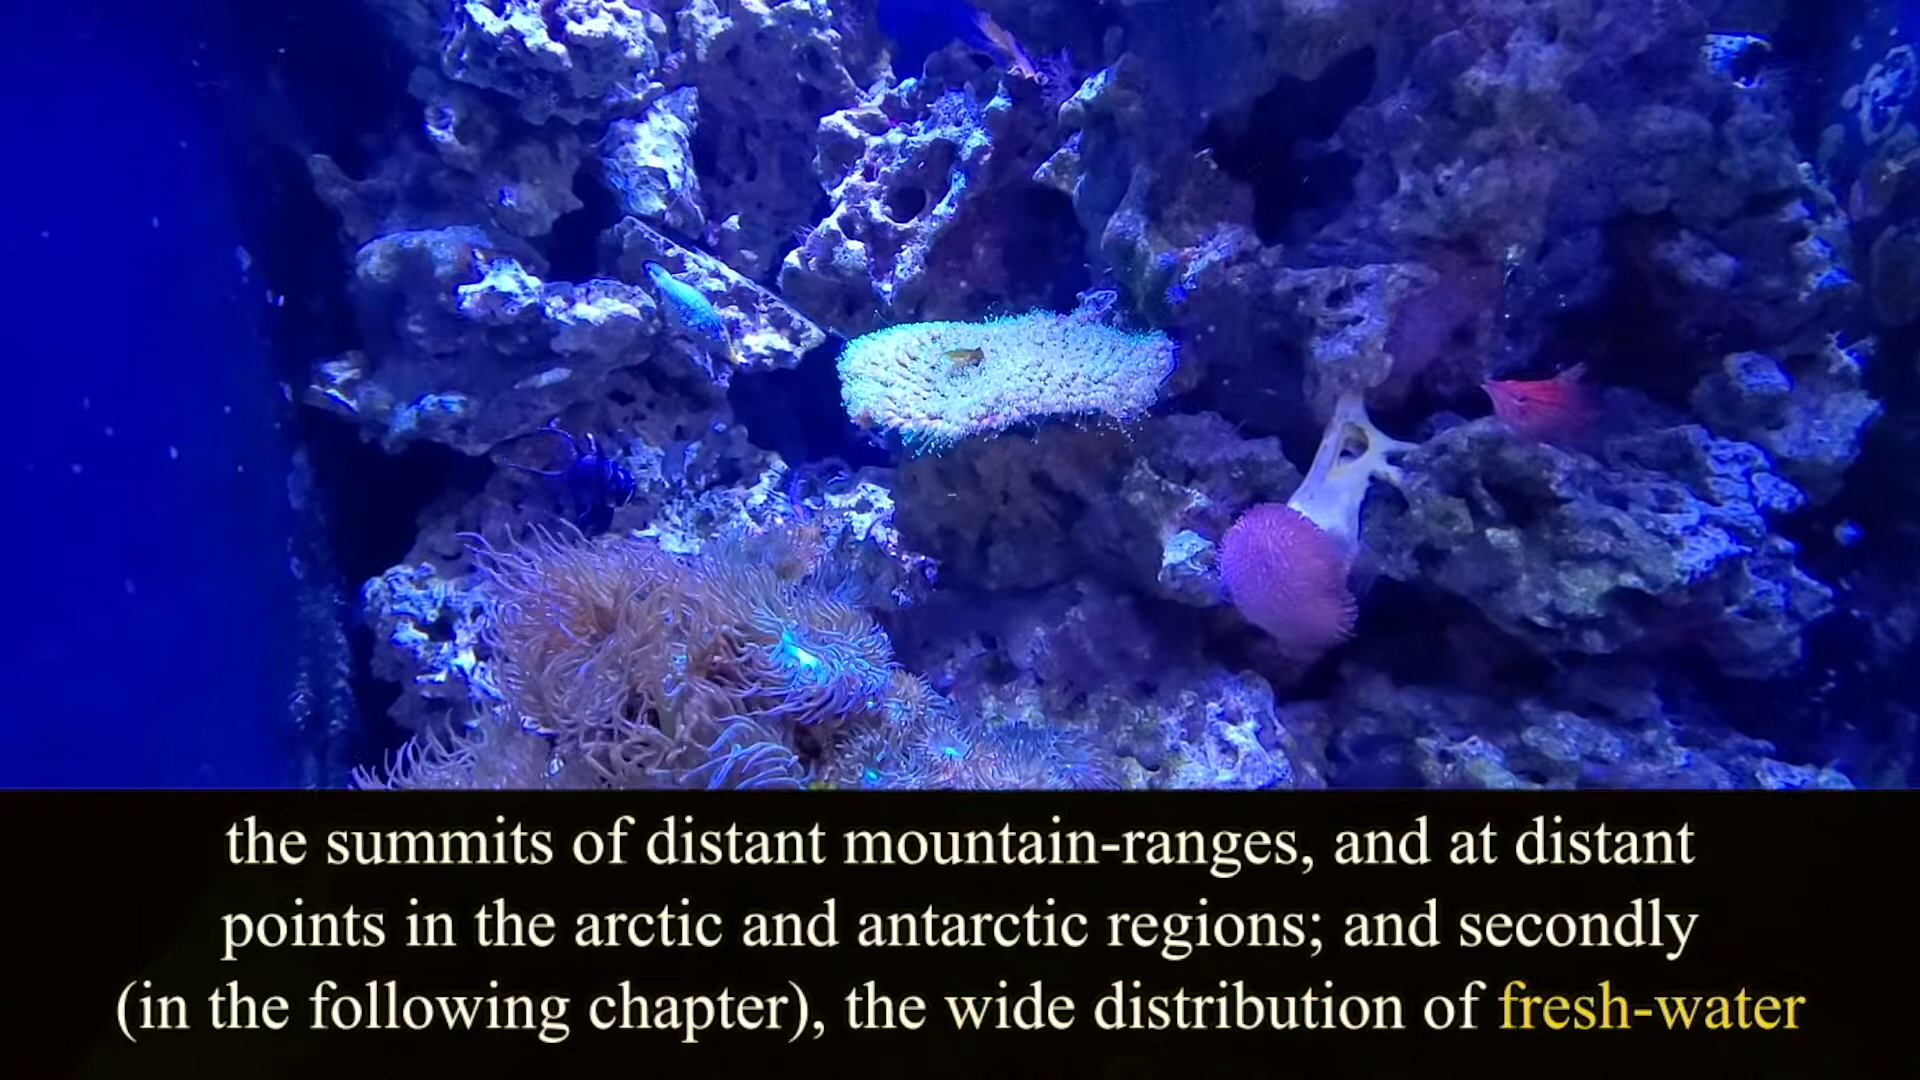 the summits of distant mountain-ranges, and at distant
points in the arctic and antarctic regions; and secondly
(in the following chapter), the wide distribution of fresh-water